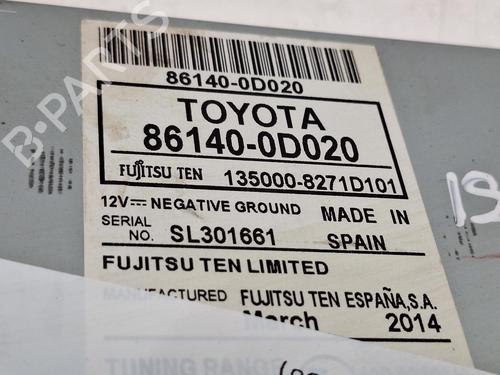 B-PARTS
86140-0D020
TOYOTA
86140-0D020
FUJITSU TEN 135000-8271D101
12V⎓ NEGATIVE GROUND MADE IN
SERIAL NO. SL301661 SPAIN
FUJITSU TEN LIMITED
MANUFACTURED FUJITSU TEN ESPAÑA,S.A.
March 2014
TUNING RANGE